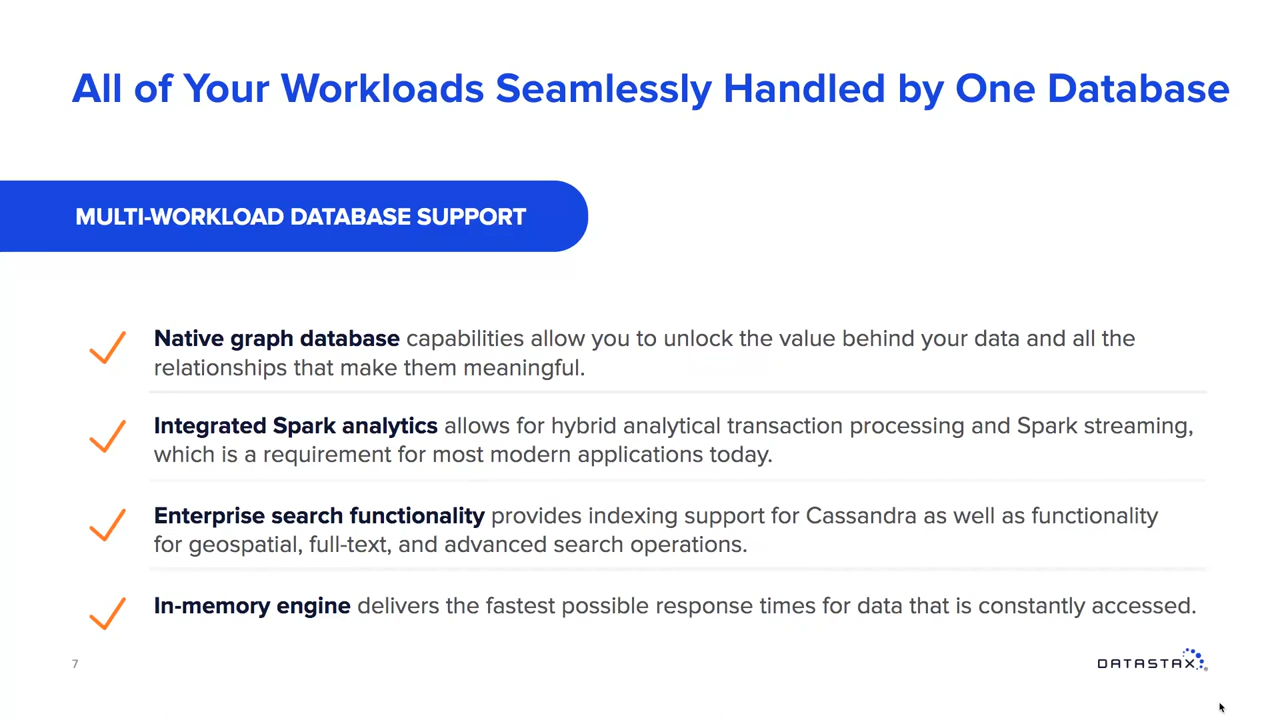 All of Your Workloads Seamlessly Handled by One Database
MULTI-WORKLOAD DATABASE SUPPORT
Native graph database capabilities allow you to unlock the value behind your data and all the
relationships that make them meaningful.
Integrated Spark analytics allows for hybrid analytical transaction processing and Spark streaming,
which is a requirement for most modern applications today.
Enterprise search functionality provides indexing support for Cassandra as well as functionality
for geospatial, full-text, and advanced search operations.
In-memory engine delivers the fastest possible response times for data that is constantly accessed.
7
DATASTAX®